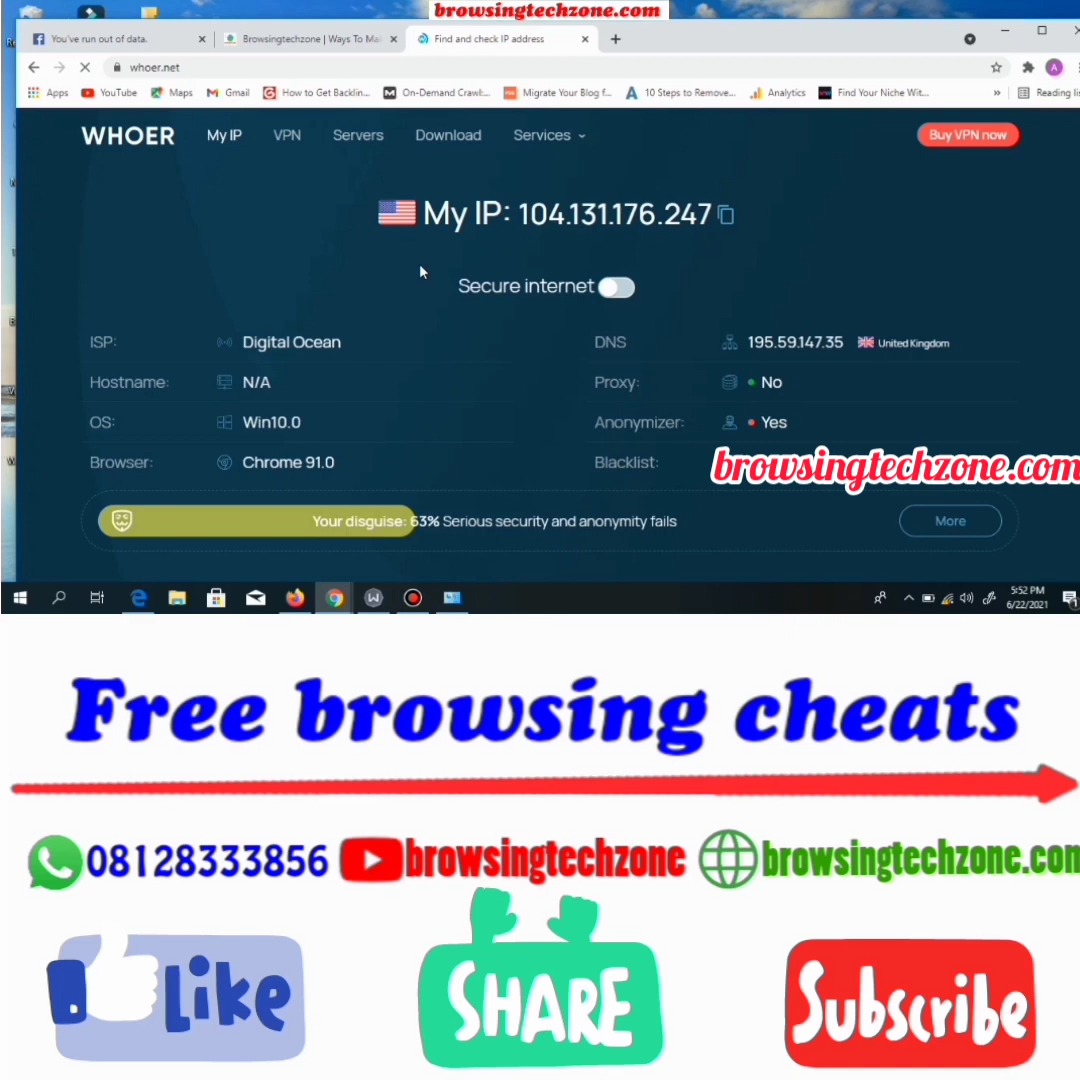 browsingtechzone.com
You've run out of data.
Browsingtechzone | Ways To Ma
Find and check IP address
whoer.net
Apps YouTube Maps Gmail How to Get Backlin... On-Demand Crawl:... Migrate Your Blog f... 10 Steps to Remove... Analytics Find Your Niche Wit... » Reading lis
WHOER My IP VPN Servers Download Services Buy VPN now
My IP: 104.131.176.247
Secure internet
ISP: Digital Ocean
DNS 195.59.147.35 United Kingdom
Hostname: N/A
Proxy: No
OS: Win10.0
Anonymizer: Yes
Browser: Chrome 91.0
Blacklist:
browsingtechzone.com
Your disguise: 63% Serious security and anonymity fails
More
5:52 PM
6/22/2021
Free browsing cheats
08128333856 browsingtechzone browsingtechzone.com
Like SHARE Subscribe